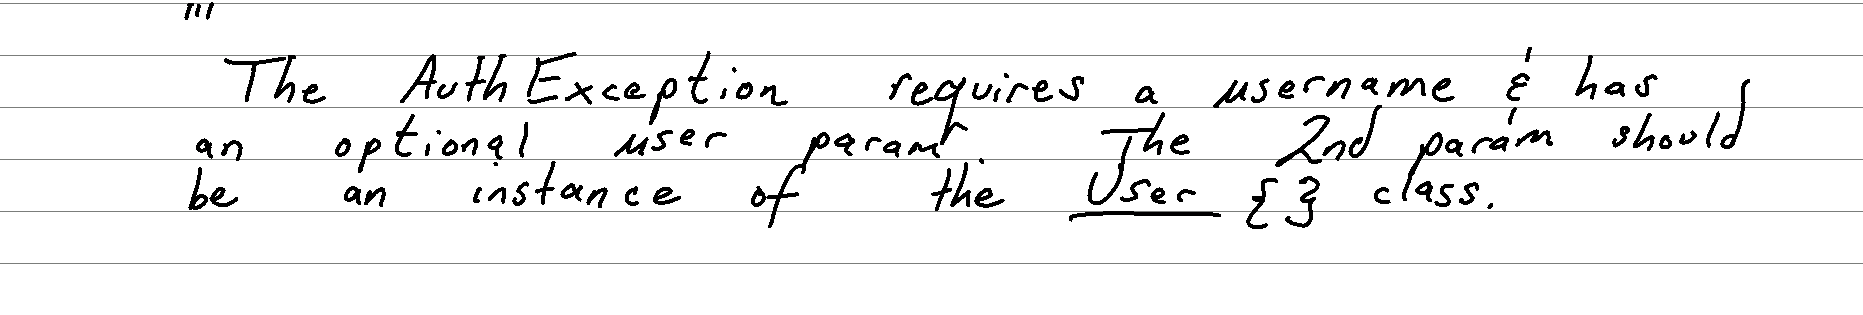 "'
The AuthException requires a username & has
an optional user param. The 2nd param should
be an instance of the User {} class.